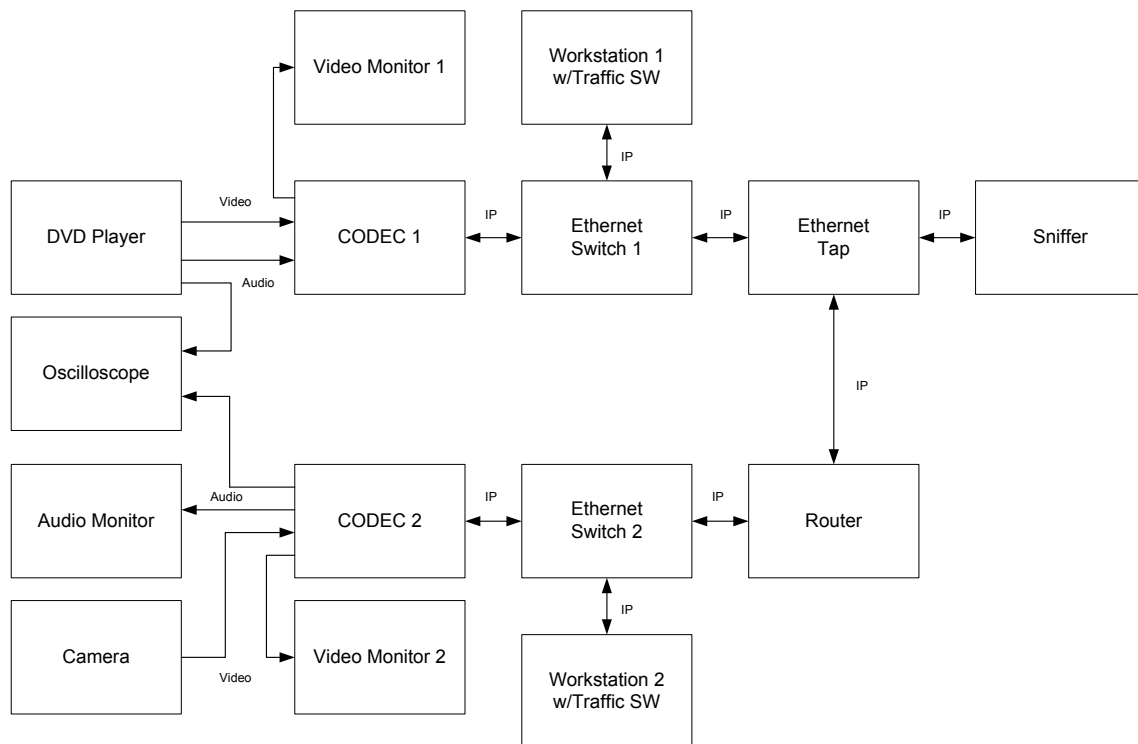 Video Monitor 1
Workstation 1
w/Traffic SW
IP
DVD Player
Video
Audio
CODEC 1
IP
Ethernet
Switch 1
IP
Ethernet
Tap
IP
Sniffer
Oscilloscope
IP
Audio Monitor
Audio
CODEC 2
IP
Ethernet
Switch 2
IP
Router
IP
Camera
Video
Video Monitor 2
Workstation 2
w/Traffic SW